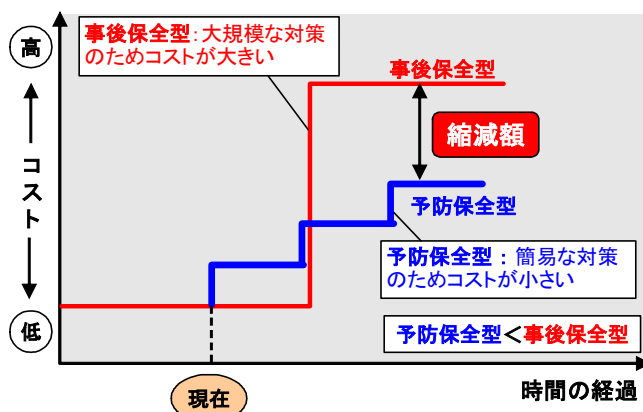 高
コスト
低
事後保全型：大規模な対策
のためコストが大きい
事後保全型
縮減額
予防保全型
予防保全型：簡易な対策
のためコストが小さい
予防保全型＜事後保全型
現在
時間の経過